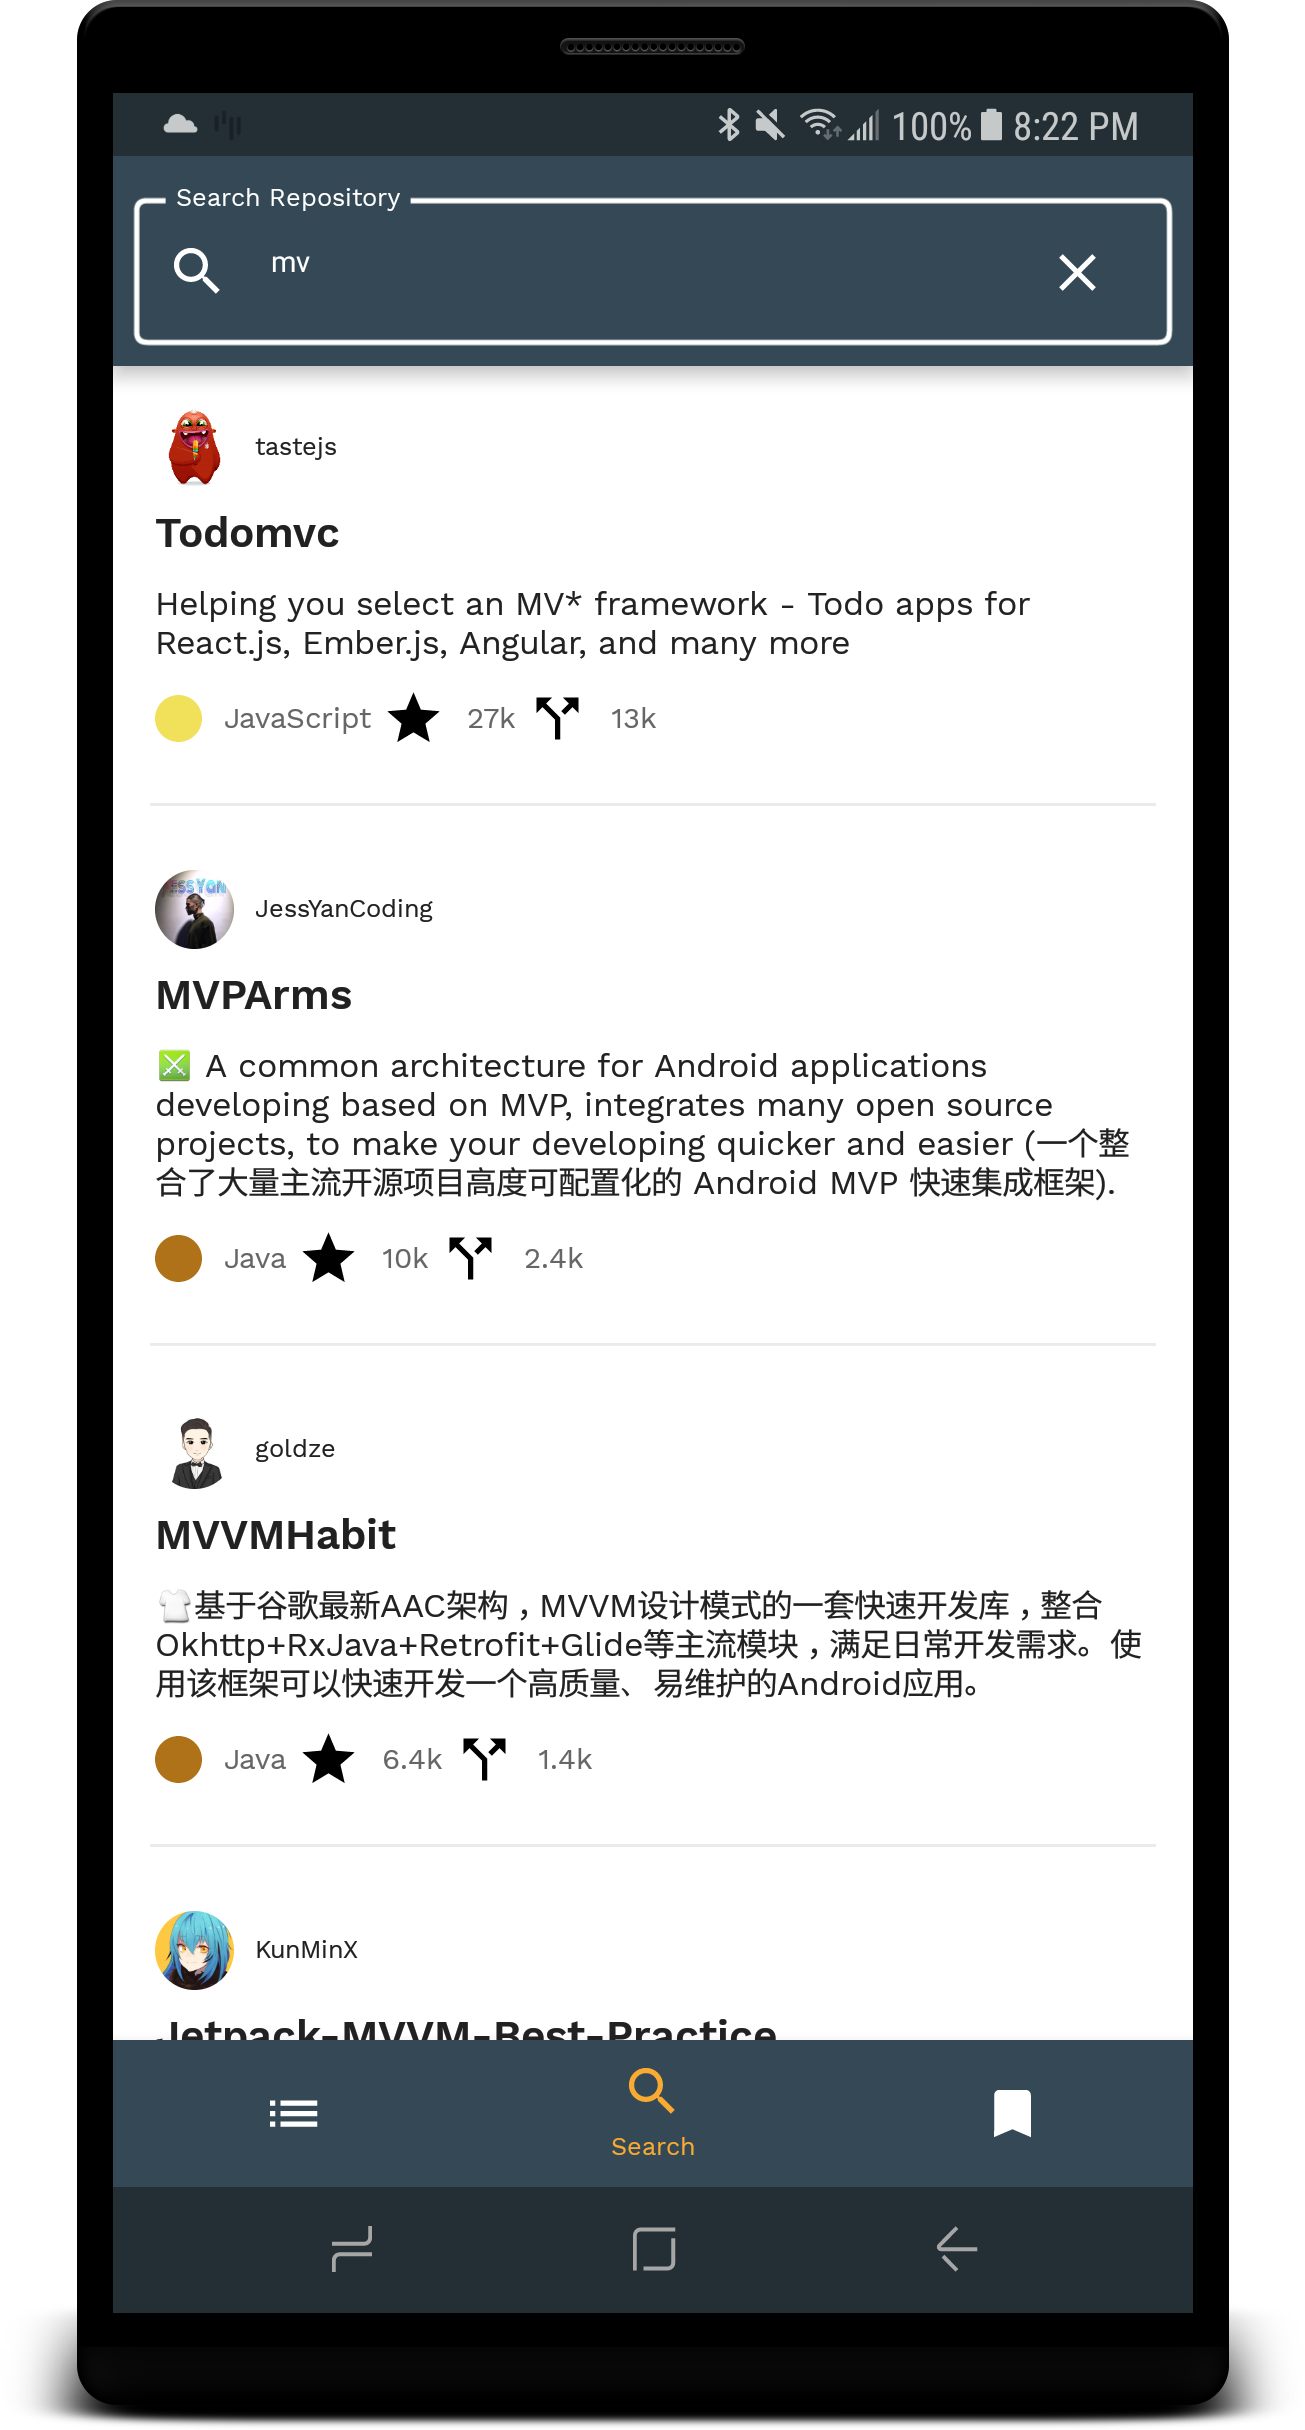 100% 8:22 PM
Search Repository
mv
tastejs
Todomvc
Helping you select an MV* framework - Todo apps for
React.js, Ember.js, Angular, and many more
JavaScript 27k 13k
JessYanCoding
MVPArms
A common architecture for Android applications
developing based on MVP, integrates many open source
projects, to make your developing quicker and easier (一个整
合了大量主流开源项目高度可配置化的 Android MVP 快速集成框架).
Java 10k 2.4k
goldze
MVVMHabit
基于谷歌最新AAC架构，MVVM设计模式的一套快速开发库，整合
Okhttp+RxJava+Retrofit+Glide等主流模块，满足日常开发需求。使
用该框架可以快速开发一个高质量、易维护的Android应用。
Java 6.4k 1.4k
KunMinX
Jetpack-MVVM-Best-Practice
Search